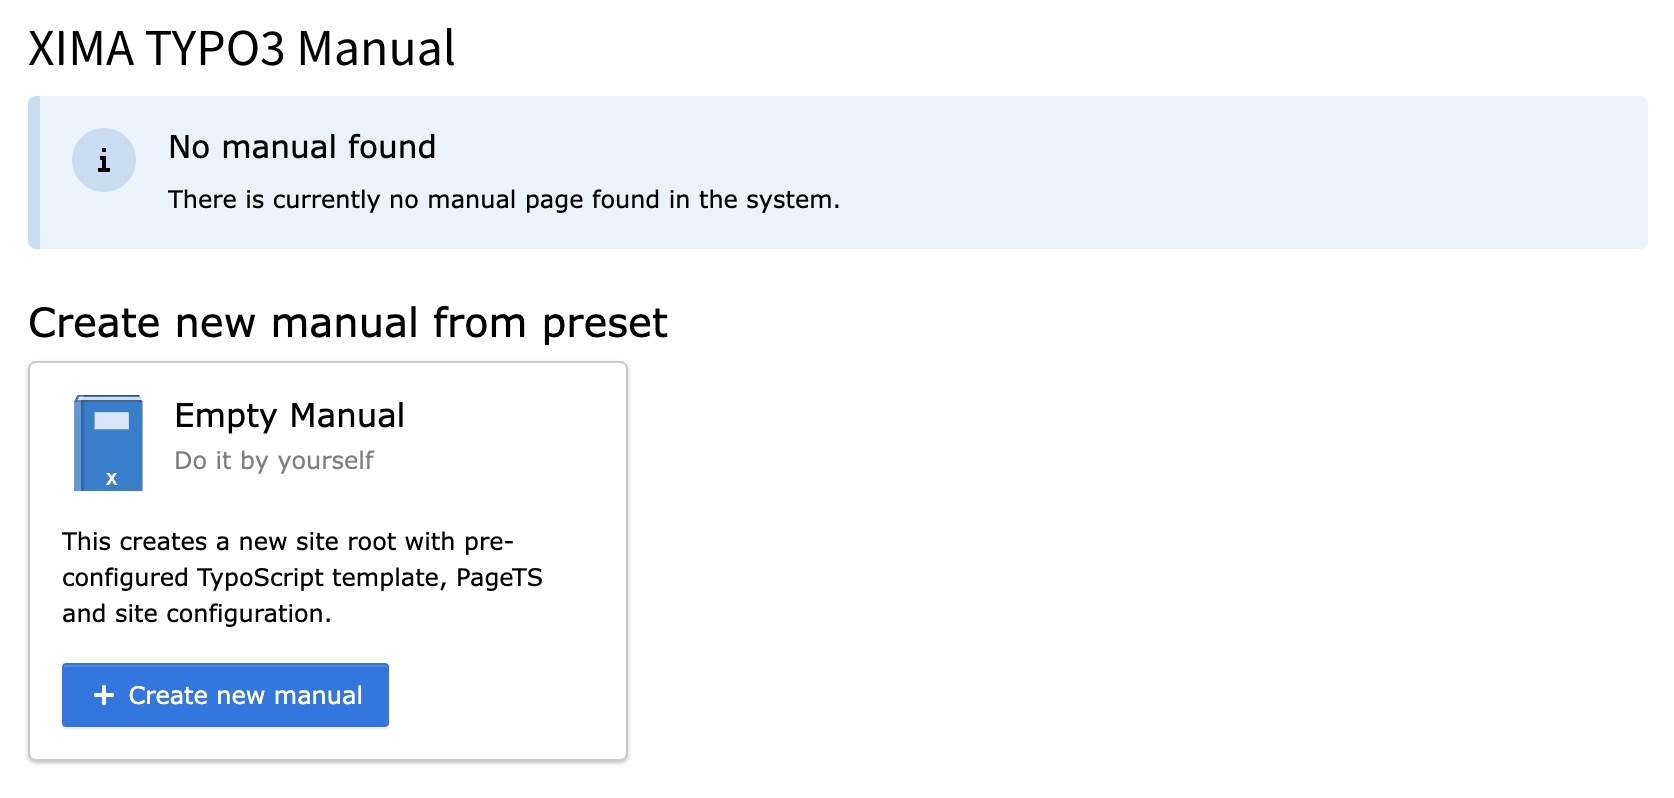 XIMA TYPO3 Manual
i
No manual found
There is currently no manual page found in the system.
Create new manual from preset
Empty Manual
Do it by yourself
X
This creates a new site root with pre-
configured TypoScript template, PageTS
and site configuration.
+ Create new manual